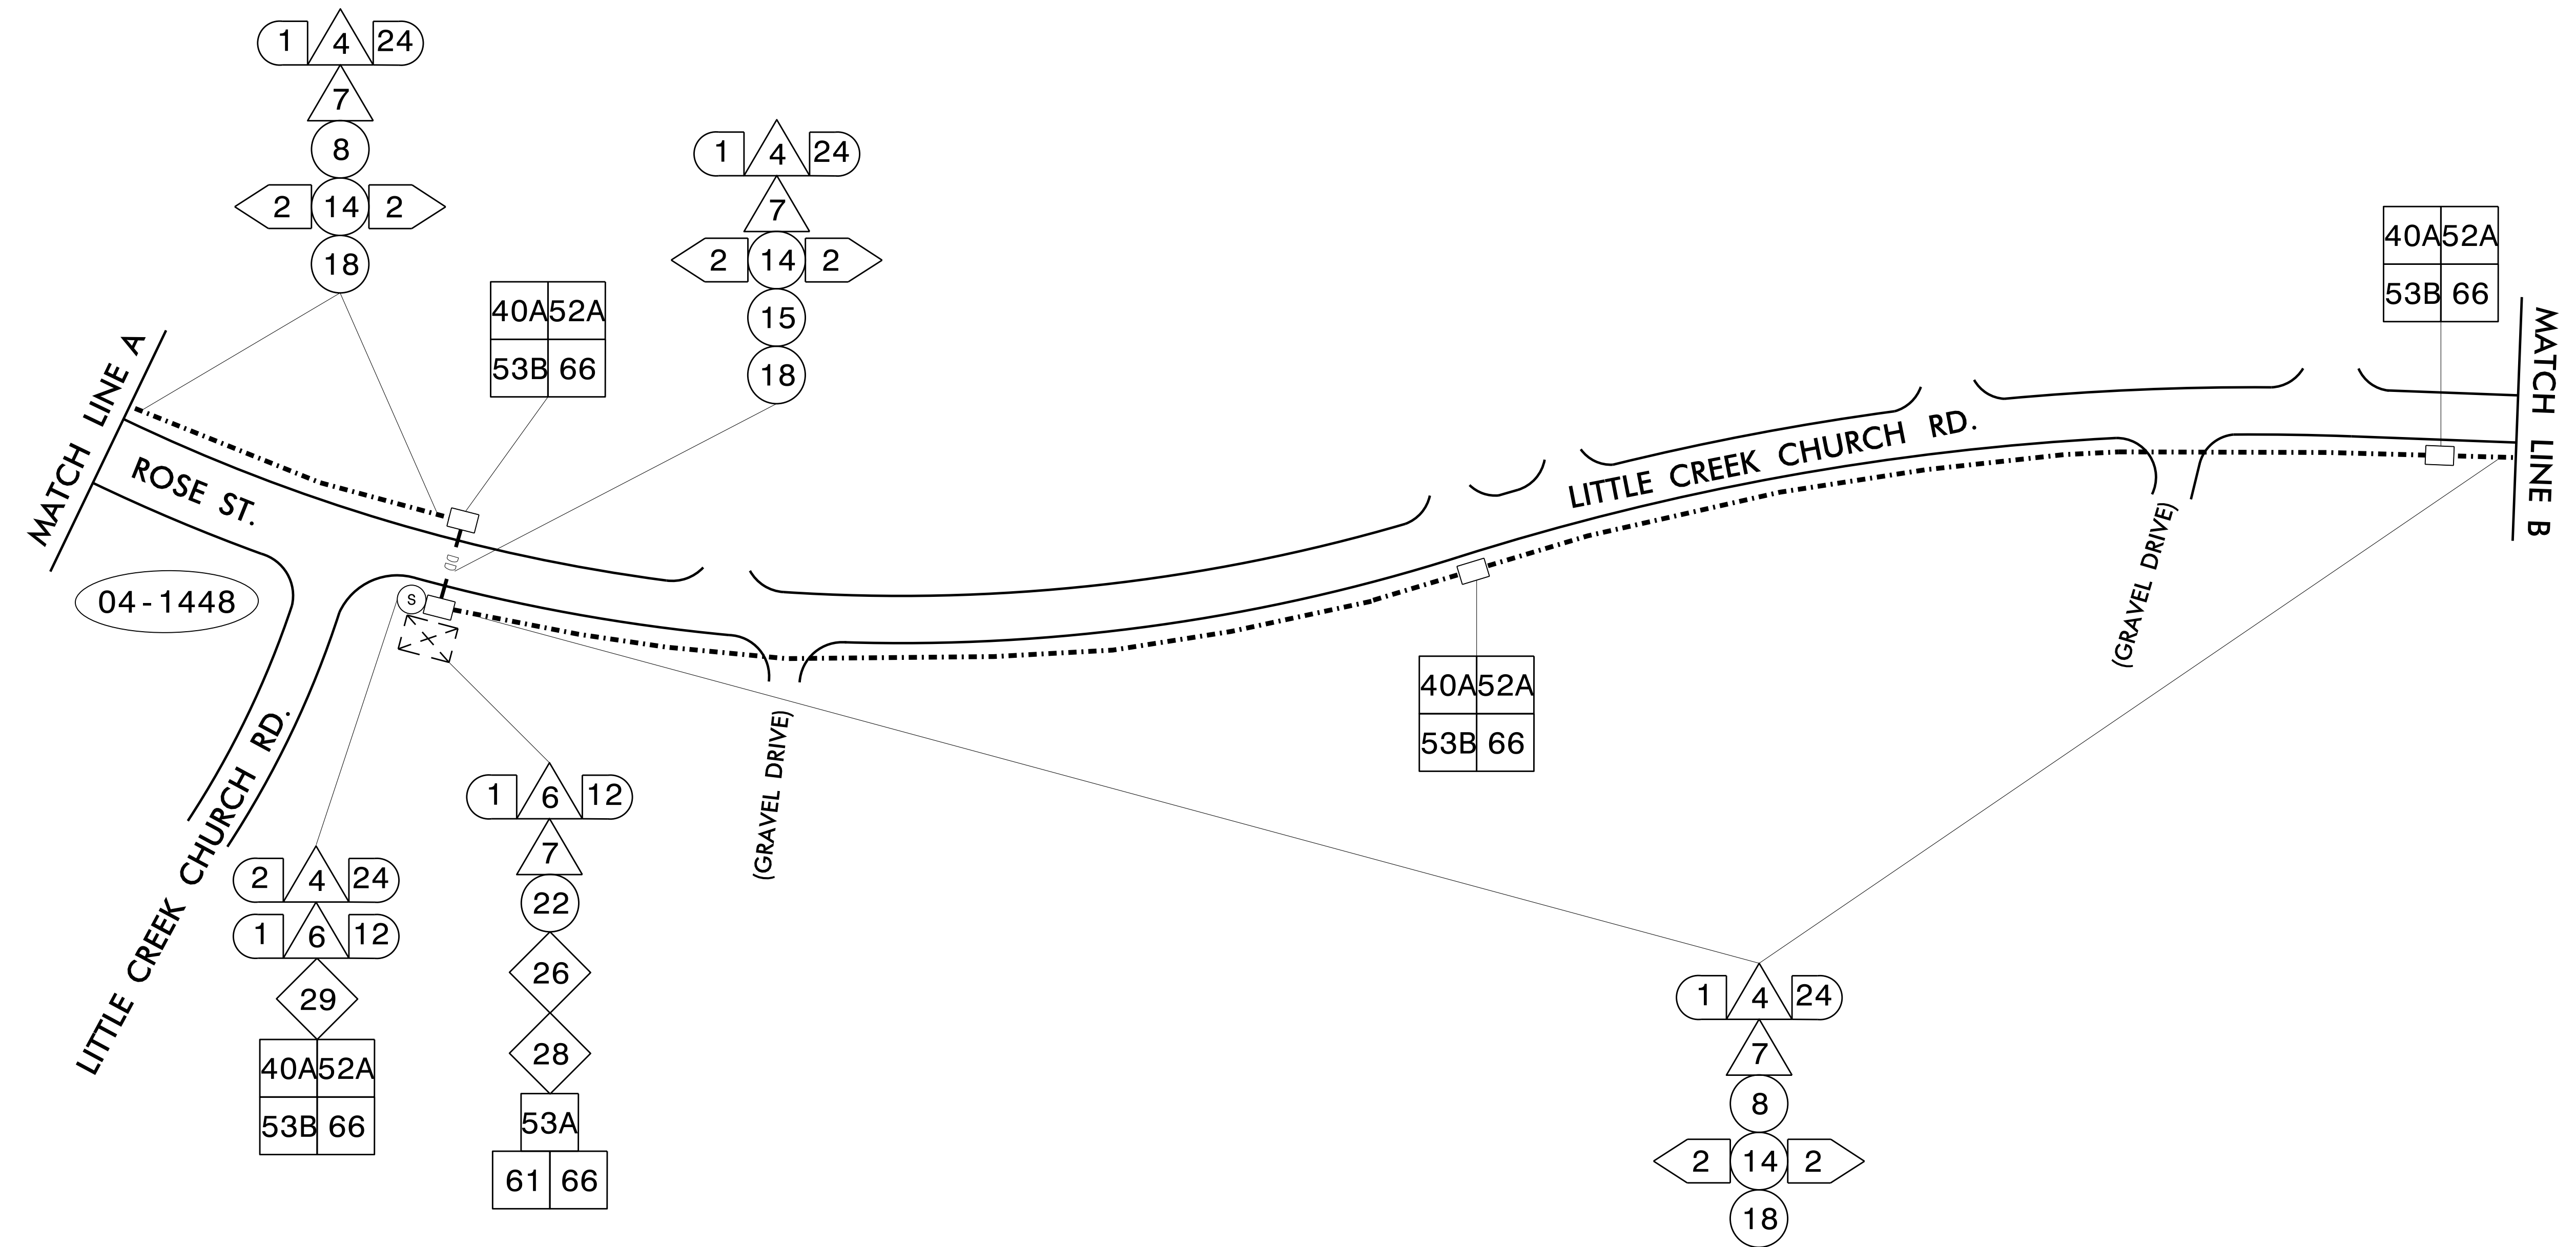 1 4 24
7
8
2 14 2
18
1 4 24
7
2 14 2
15
18
40A 52A
53B 66
40A 52A
53B 66
MATCH LINE A
ROSE ST.
04-1448
S
DD
LITTLE CREEK CHURCH RD.
MATCH LINE B
(GRAVEL DRIVE)
40A 52A
53B 66
(GRAVEL DRIVE)
LITTLE CREEK CHURCH RD.
2 4 24
1 6 12
29
40A 52A
53B 66
1 6 12
7
22
26
28
53A
61 66
1 4 24
7
8
2 14 2
18